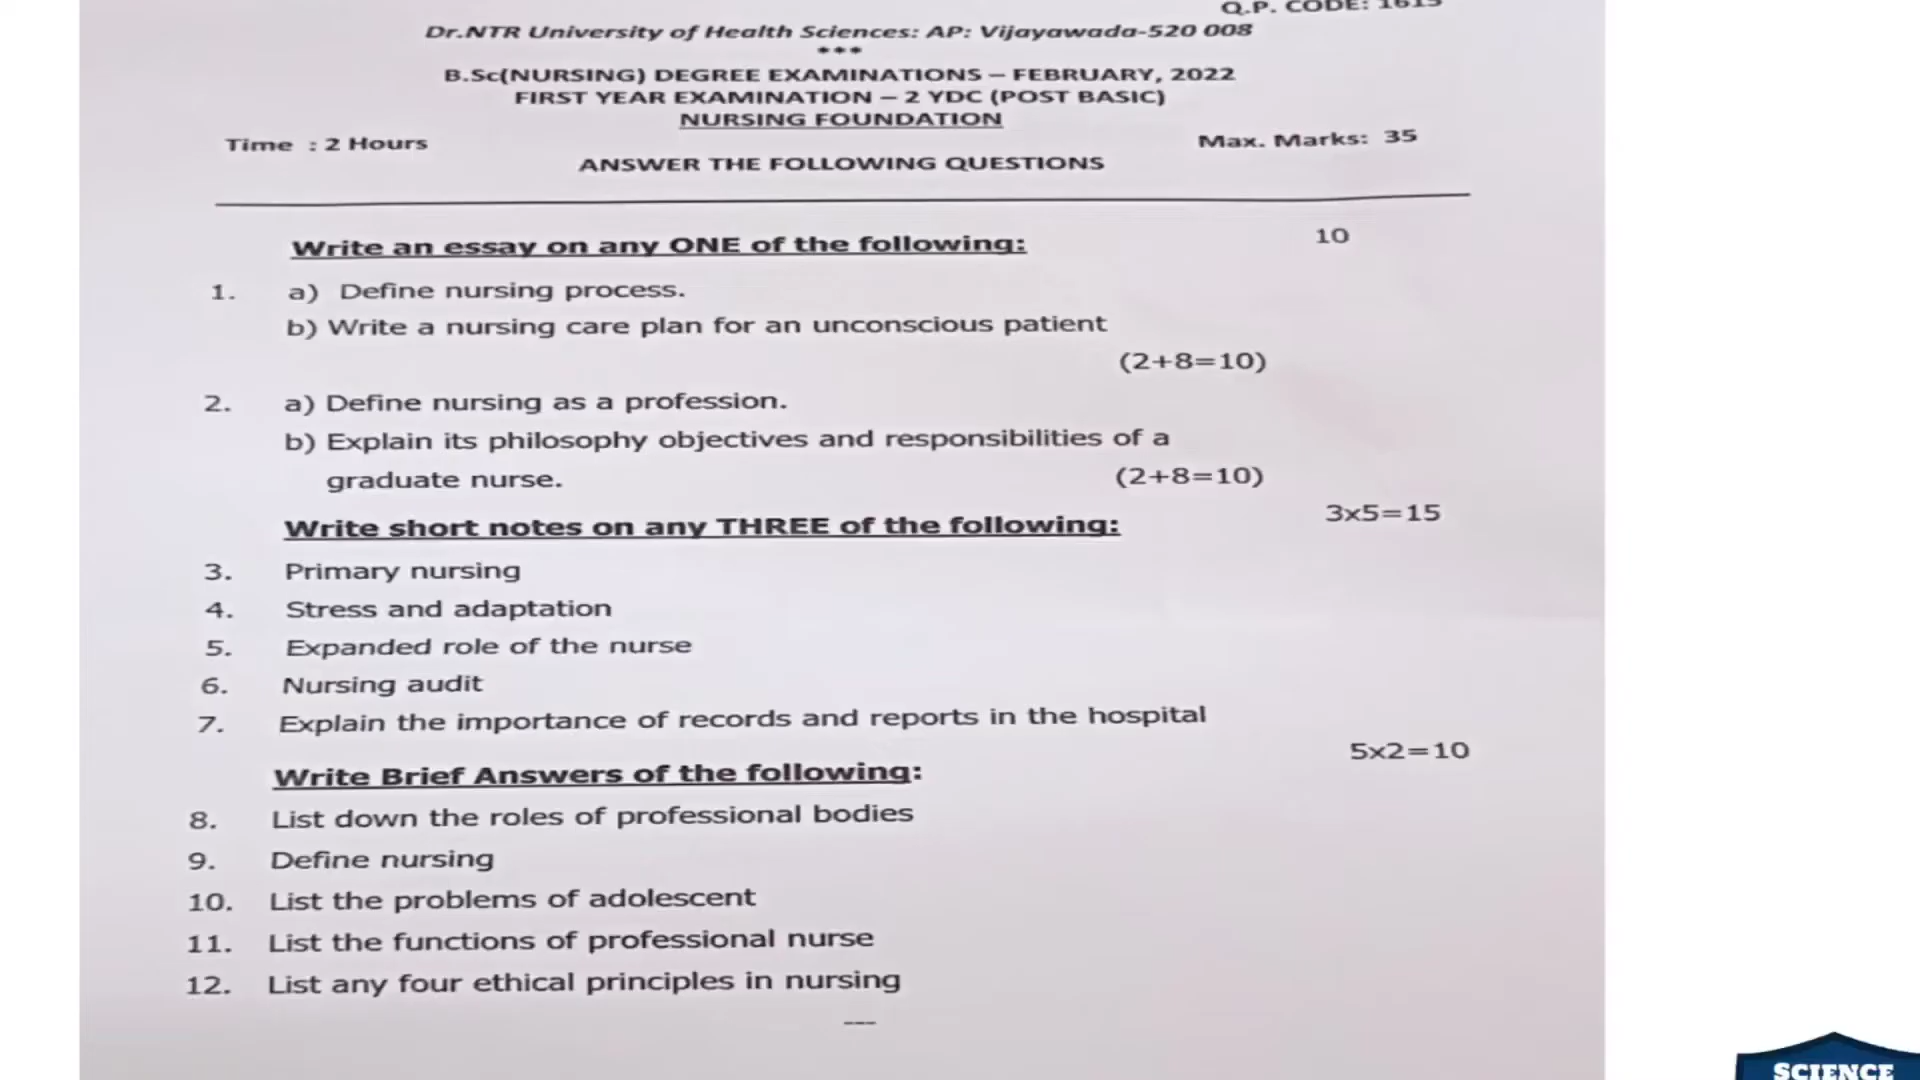 Q.P. CODE: 1615
Dr.NTR University of Health Sciences: AP: Vijayawada-520 008
***
B.Sc(NURSING) DEGREE EXAMINATIONS – FEBRUARY, 2022
FIRST YEAR EXAMINATION – 2 YDC (POST BASIC)
NURSING FOUNDATION
Time : 2 Hours Max. Marks: 35
ANSWER THE FOLLOWING QUESTIONS
Write an essay on any ONE of the following: 10
1. a) Define nursing process.
b) Write a nursing care plan for an unconscious patient
(2+8=10)
2. a) Define nursing as a profession.
b) Explain its philosophy objectives and responsibilities of a
graduate nurse. (2+8=10)
Write short notes on any THREE of the following: 3x5=15
3. Primary nursing
4. Stress and adaptation
5. Expanded role of the nurse
6. Nursing audit
7. Explain the importance of records and reports in the hospital
5x2=10
Write Brief Answers of the following:
8. List down the roles of professional bodies
9. Define nursing
10. List the problems of adolescent
11. List the functions of professional nurse
12. List any four ethical principles in nursing
---
SCIENCE